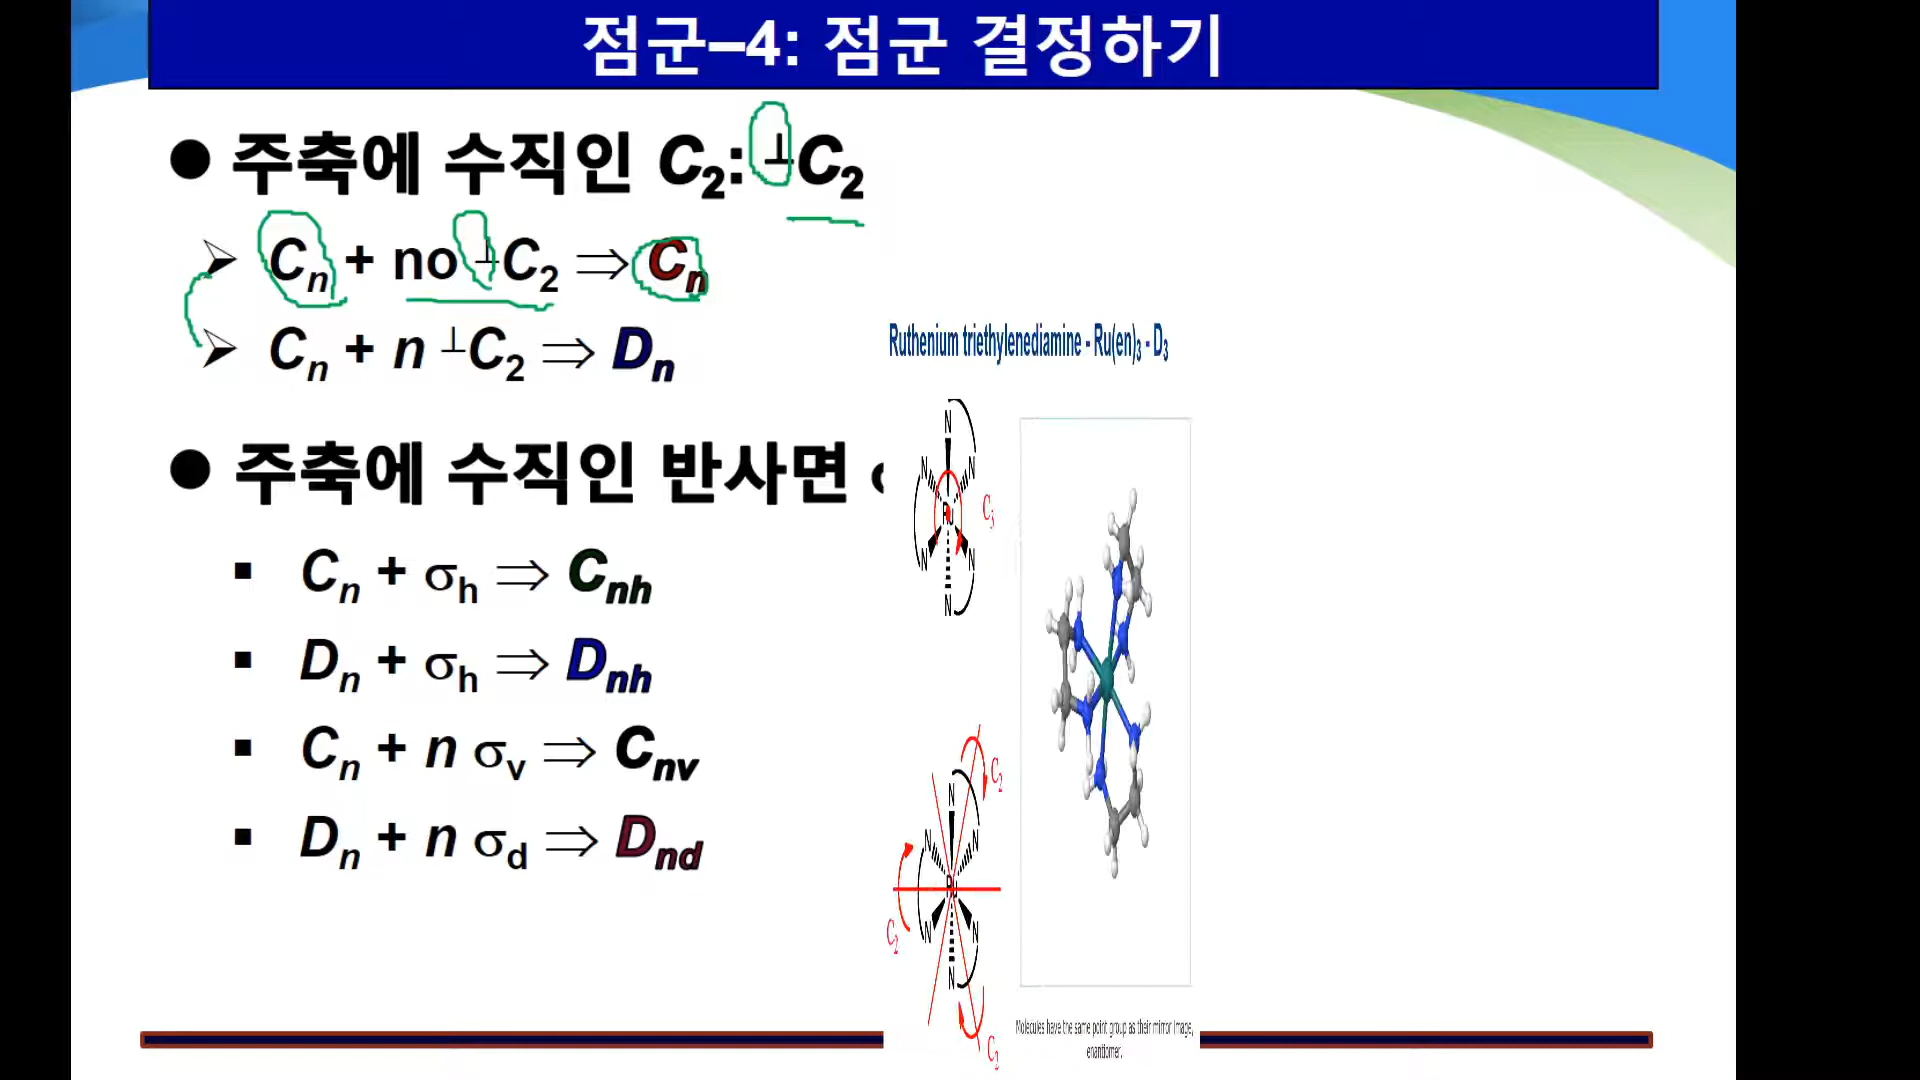 점군–4: 점군 결정하기
● 주축에 수직인 C₂: ⊥C₂
➢ Cₙ + no ⊥C₂ ⇒ Cₙ
➢ Cₙ + n ⊥C₂ ⇒ Dₙ
● 주축에 수직인 반사면
▪ Cₙ + σₕ ⇒ Cₙₕ
▪ Dₙ + σₕ ⇒ Dₙₕ
▪ Cₙ + n σᵥ ⇒ Cₙᵥ
▪ Dₙ + n σd ⇒ Dnd
Ruthenium triethylenediamine - Ru(en)₃ - D₃
N
N
N
Ru
C₃
N
N
N
C₂
N
N
N
Ru
C₂
N
N
N
C₂
Molecules have the same point group as their mirror image,
enantiomer.